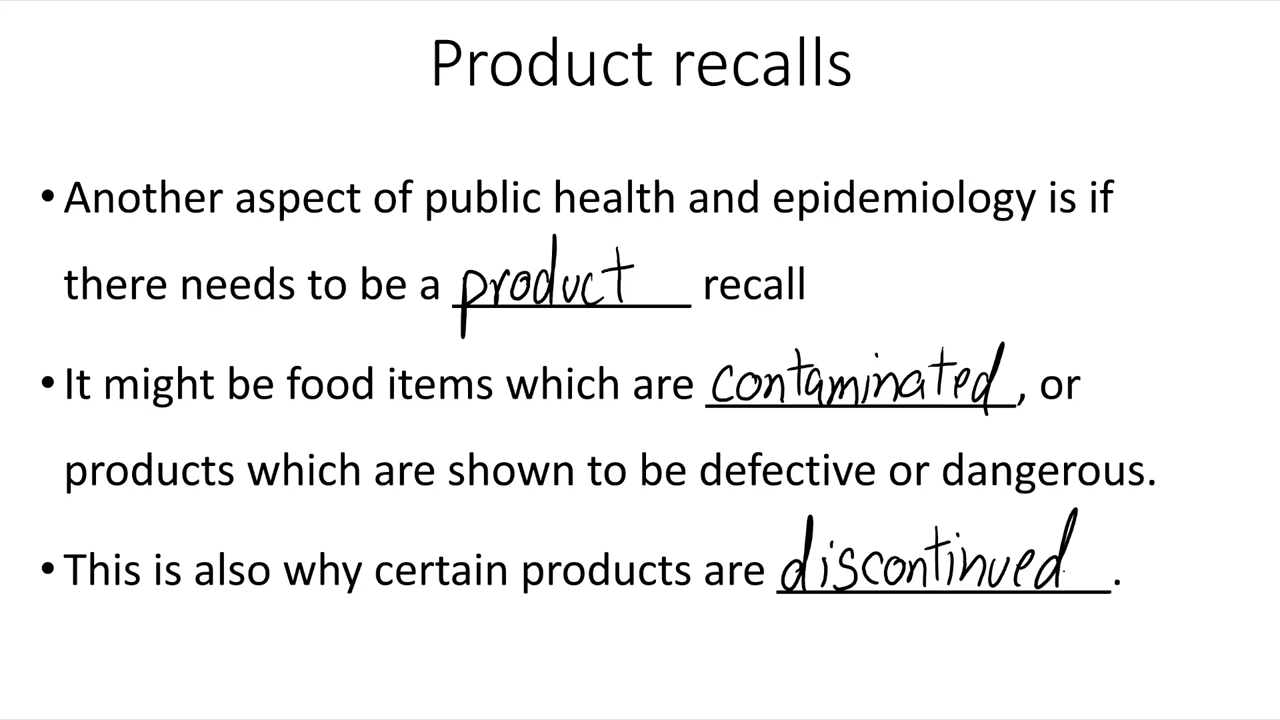 Product recalls
• Another aspect of public health and epidemiology is if
there needs to be a product recall
• It might be food items which are contaminated, or
products which are shown to be defective or dangerous.
• This is also why certain products are discontinued.